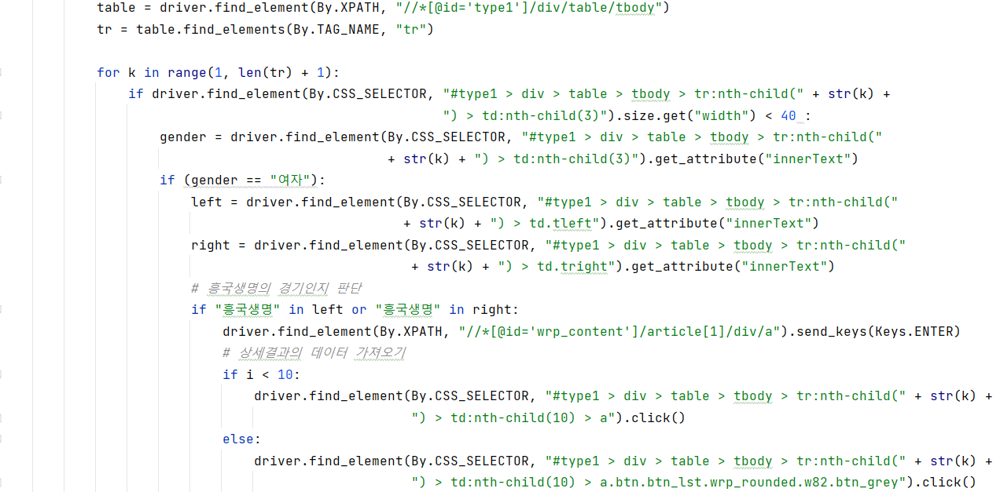 table = driver.find_element(By.XPATH, "//*[@id='type1']/div/table/tbody")
tr = table.find_elements(By.TAG_NAME, "tr")
for k in range(1, len(tr) + 1):
if driver.find_element(By.CSS_SELECTOR, "#type1 > div > table > tbody > tr:nth-child(" + str(k) +
") > td:nth-child(3)").size.get("width") < 40 :
gender = driver.find_element(By.CSS_SELECTOR, "#type1 > div > table > tbody > tr:nth-child("
+ str(k) + ") > td:nth-child(3)").get_attribute("innerText")
if (gender == "여자"):
left = driver.find_element(By.CSS_SELECTOR, "#type1 > div > table > tbody > tr:nth-child("
+ str(k) + ") > td.tleft").get_attribute("innerText")
right = driver.find_element(By.CSS_SELECTOR, "#type1 > div > table > tbody > tr:nth-child("
+ str(k) + ") > td.tright").get_attribute("innerText")
# 흥국생명의 경기인지 판단
if "흥국생명" in left or "흥국생명" in right:
driver.find_element(By.XPATH, "//*[@id='wrp_content']/article[1]/div/a").send_keys(Keys.ENTER)
# 상세결과의 데이터 가져오기
if i < 10:
driver.find_element(By.CSS_SELECTOR, "#type1 > div > table > tbody > tr:nth-child(" + str(k) +
") > td:nth-child(10) > a").click()
else:
driver.find_element(By.CSS_SELECTOR, "#type1 > div > table > tbody > tr:nth-child(" + str(k) +
") > td:nth-child(10) > a.btn.btn_lst.wrp_rounded.w82.btn_grey").click()